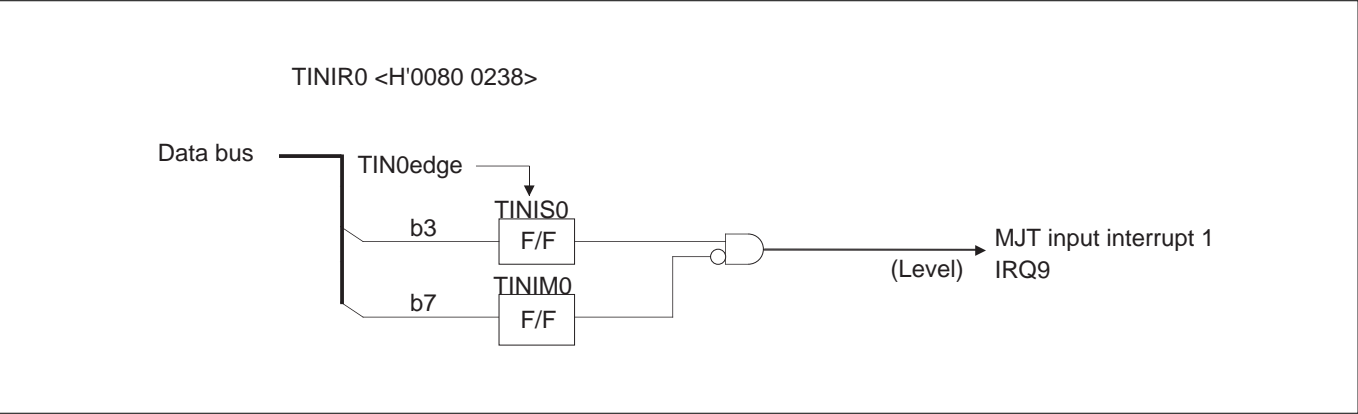 TINIR0 <H'0080 0238>
Data bus
TIN0edge
TINIS0
b3
F/F
TINIM0
b7
F/F
(Level)
MJT input interrupt 1
IRQ9